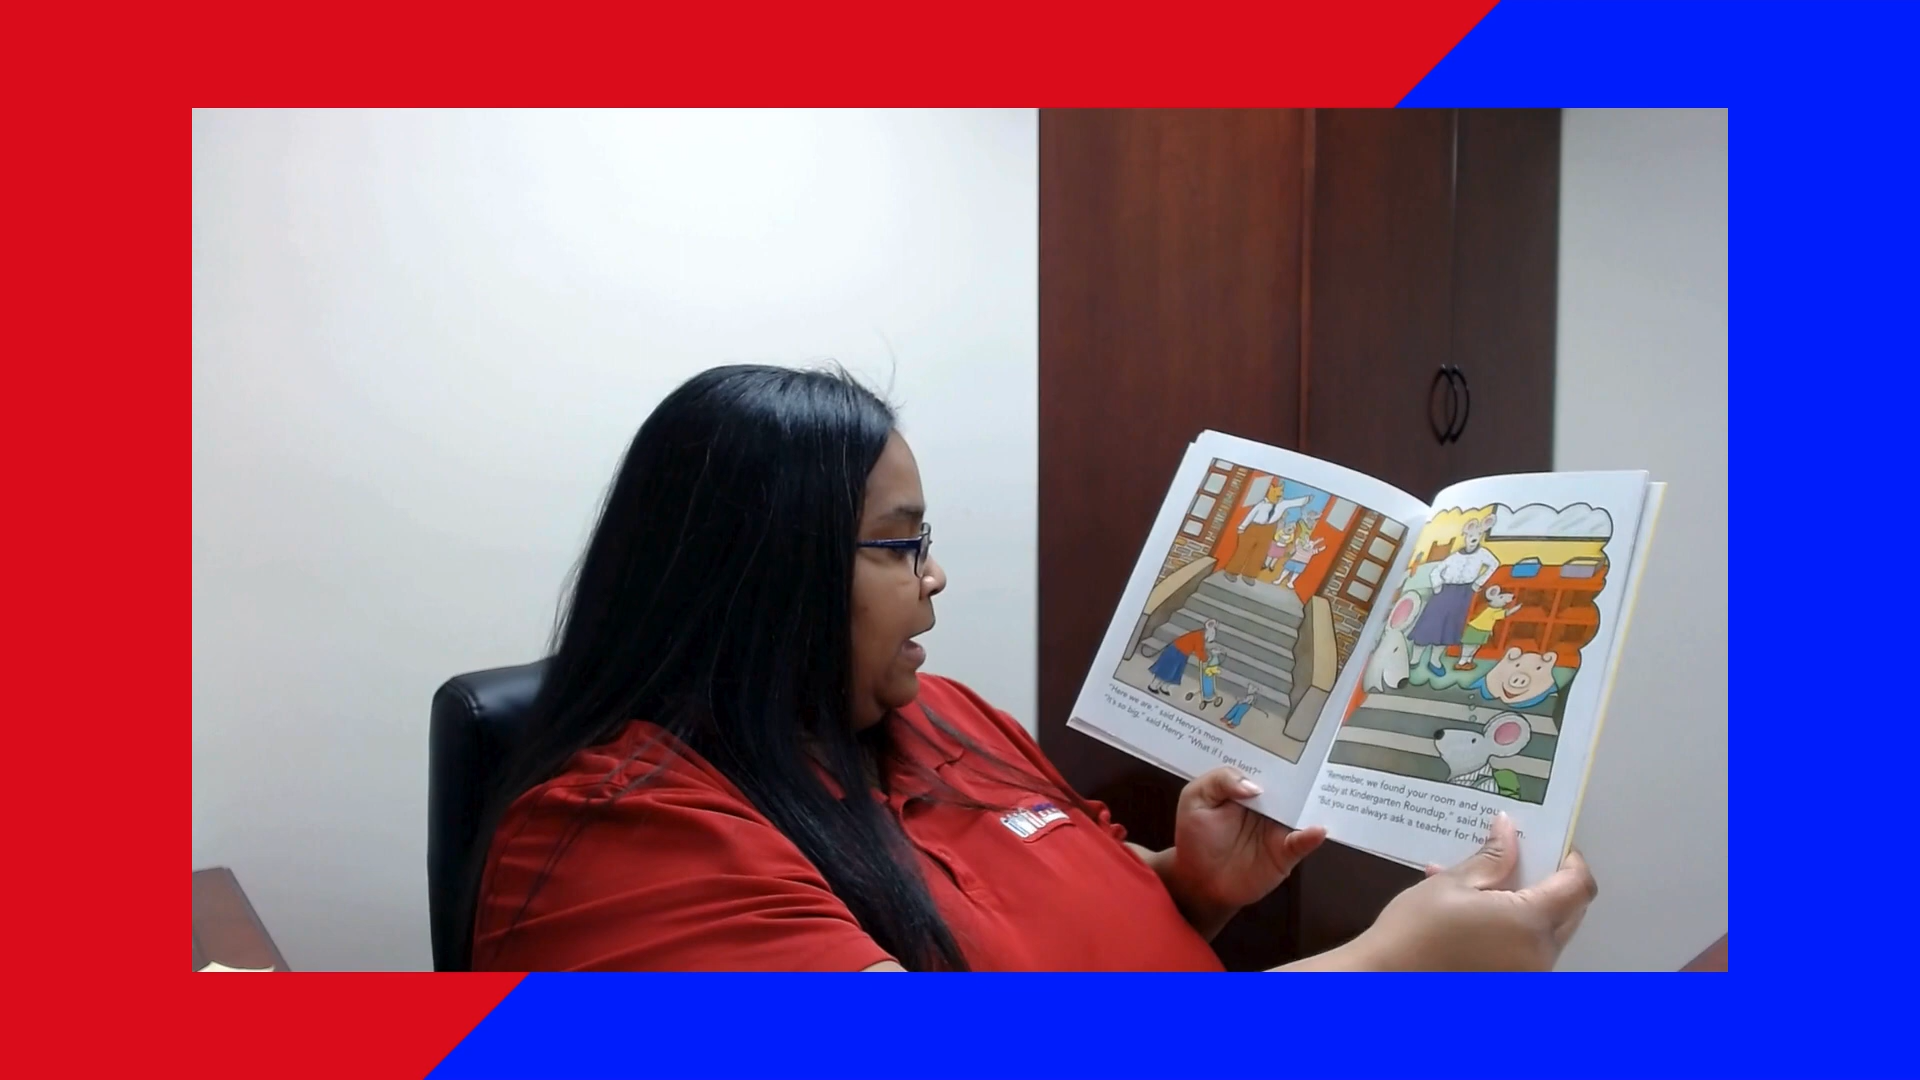 "Here we are," said Henry's mom.
"It's so big," said Henry. "What if I get lost?"
"Remember, we found your room and your
cubby at Kindergarten Roundup," said his
"But you can always ask a teacher for